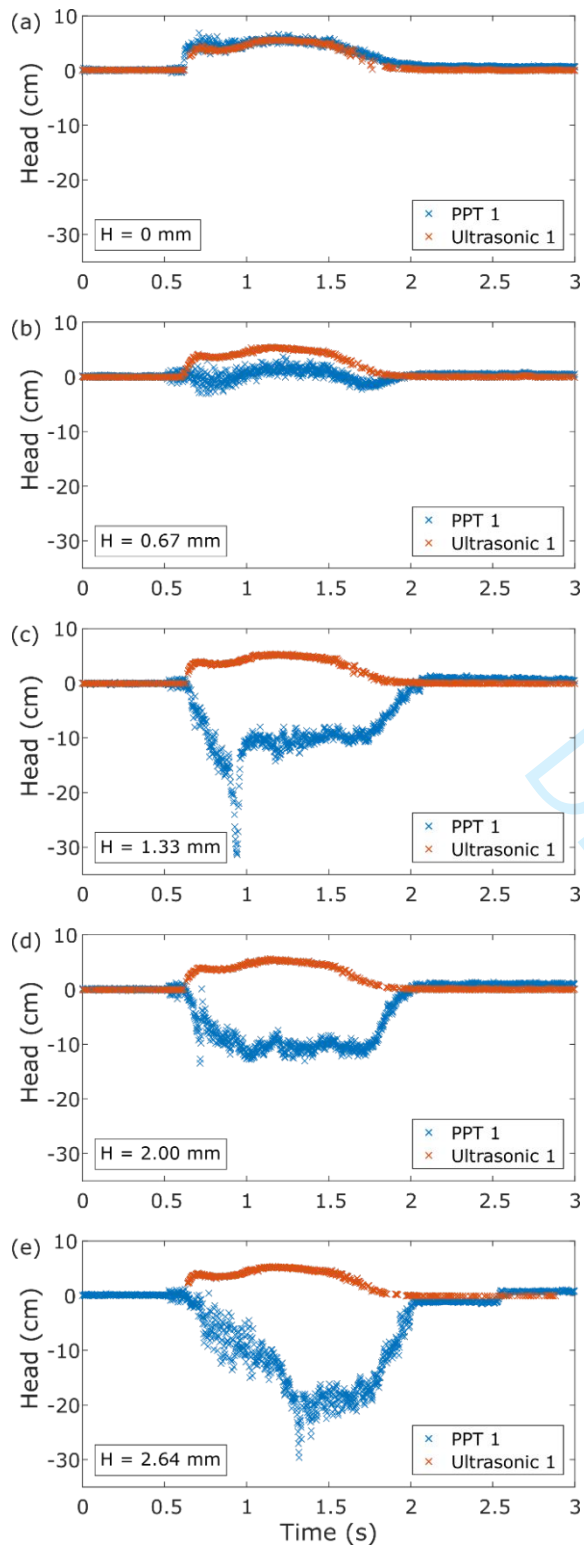 (a)
10
0
-10
-20
-30
Head (cm)
H = 0 mm
PPT 1
Ultrasonic 1
0 0.5 1 1.5 2 2.5 3
(b)
10
0
-10
-20
-30
Head (cm)
H = 0.67 mm
PPT 1
Ultrasonic 1
0 0.5 1 1.5 2 2.5 3
(c)
10
0
-10
-20
-30
Head (cm)
H = 1.33 mm
PPT 1
Ultrasonic 1
0 0.5 1 1.5 2 2.5 3
(d)
10
0
-10
-20
-30
Head (cm)
H = 2.00 mm
PPT 1
Ultrasonic 1
0 0.5 1 1.5 2 2.5 3
(e)
10
0
-10
-20
-30
Head (cm)
H = 2.64 mm
PPT 1
Ultrasonic 1
0 0.5 1 1.5 2 2.5 3
Time (s)